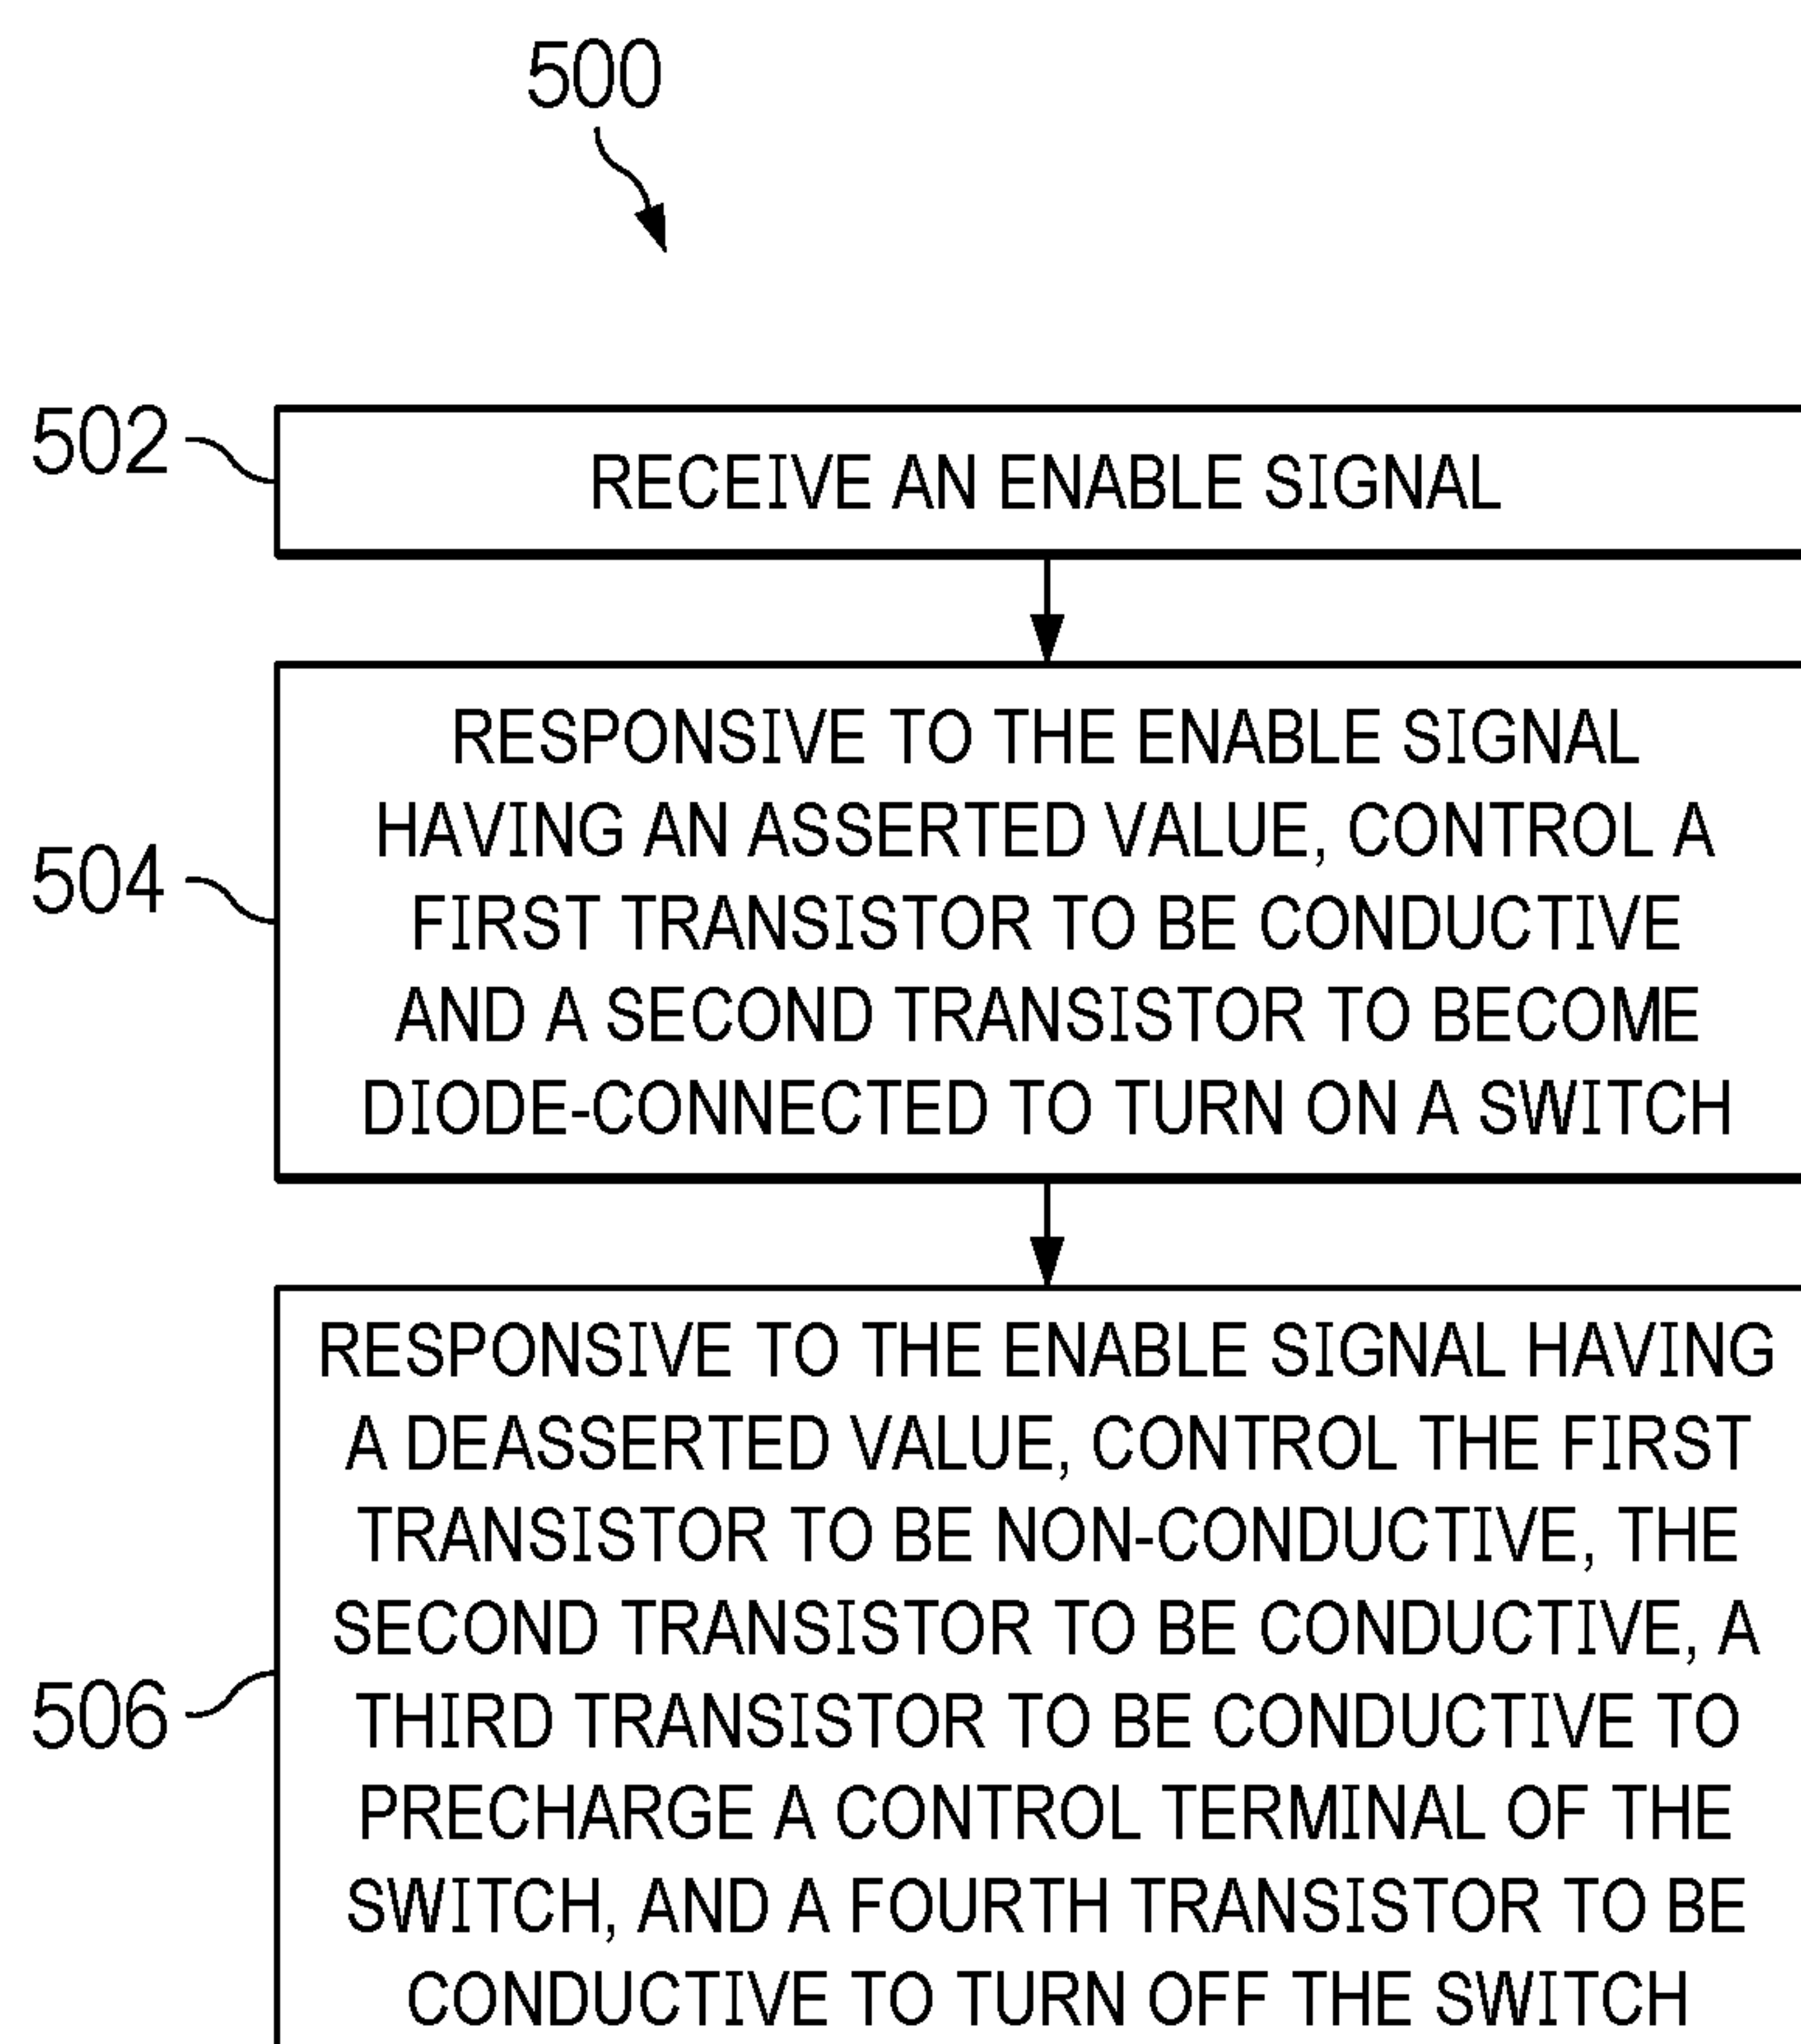 500
502
RECEIVE AN ENABLE SIGNAL
504
RESPONSIVE TO THE ENABLE SIGNAL
HAVING AN ASSERTED VALUE, CONTROL A
FIRST TRANSISTOR TO BE CONDUCTIVE
AND A SECOND TRANSISTOR TO BECOME
DIODE-CONNECTED TO TURN ON A SWITCH
506
RESPONSIVE TO THE ENABLE SIGNAL HAVING
A DEASSERTED VALUE, CONTROL THE FIRST
TRANSISTOR TO BE NON-CONDUCTIVE, THE
SECOND TRANSISTOR TO BE CONDUCTIVE, A
THIRD TRANSISTOR TO BE CONDUCTIVE TO
PRECHARGE A CONTROL TERMINAL OF THE
SWITCH, AND A FOURTH TRANSISTOR TO BE
CONDUCTIVE TO TURN OFF THE SWITCH